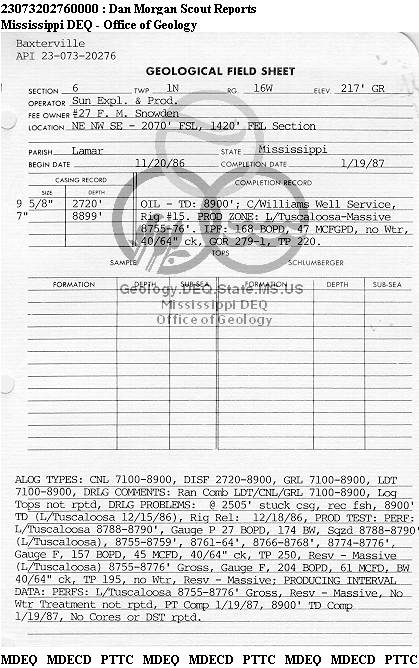 23073202760000 : Dan Morgan Scout Reports
Mississippi DEQ - Office of Geology
Baxterville
API 23-073-20276
GEOLOGICAL FIELD SHEET
SECTION 6 TWP 1N RG. 16W ELEV. 217' GR
OPERATOR Sun Expl. & Prod.
FEE OWNER #27 F. M. Snowden
LOCATION NE NW SE - 2070' FSL, 1420' FEL Section
PARISH Lamar STATE Mississippi
BEGIN DATE 11/20/86 COMPLETION DATE 1/19/87
CASING RECORD COMPLETION RECORD
SIZE DEPTH
9 5/8" 2720' OIL - TD: 8900'; C/Williams Well Service,
7" 8899' Rig #15. PROD ZONE: L/Tuscaloosa-Massive
8755-76'. IPF: 168 BOPD, 47 MCFGPD, no Wtr,
40/64" ck, GOR 279-1, TP 220.
TOPS
SAMPLE SCHLUMBERGER
FORMATION DEPTH SUB-SEA FORMATION DEPTH SUB-SEA
Geology.DEQ.State.MS.US
Mississippi DEQ
Office of Geology
ALOG TYPES: CNL 7100-8900, DISF 2720-8900, GRL 7100-8900, LDT
7100-8900, DRLG COMMENTS: Ran Comb LDT/CNL/GRL 7100-8900, Log
Tops not rptd, DRLG PROBLEMS: @ 2505' stuck csg, rec fsh, 8900'
TD (L/Tuscaloosa 12/15/86), Rig Rel: 12/18/86, PROD TEST: PERF:
L/Tuscaloosa 8788-8790', Gauge P 27 BOPD, 174 BW, Sqzd 8788-8790'
(L/Tuscaloosa), 8755-8759', 8761-64', 8766-8768', 8774-8776',
Gauge F, 157 BOPD, 45 MCFD, 40/64" ck, TP 250, Resv - Massive
(L/Tuscaloosa) 8755-8776' Gross, Gauge F, 204 BOPD, 61 MCFD, BW
40/64" ck, TP 195, no Wtr, Resv - Massive; PRODUCING INTERVAL
DATA: PERFS: L/Tuscaloosa 8755-8776' Gross, Resv - Massive, No
Wtr Treatment not rptd, PT Comp 1/19/87, 8900' TD Comp
1/19/87, No Cores or DST rptd.
MDEQ MDECD PTTC MDEQ MDECD PTTC MDEQ MDECD PTTC MDEQ